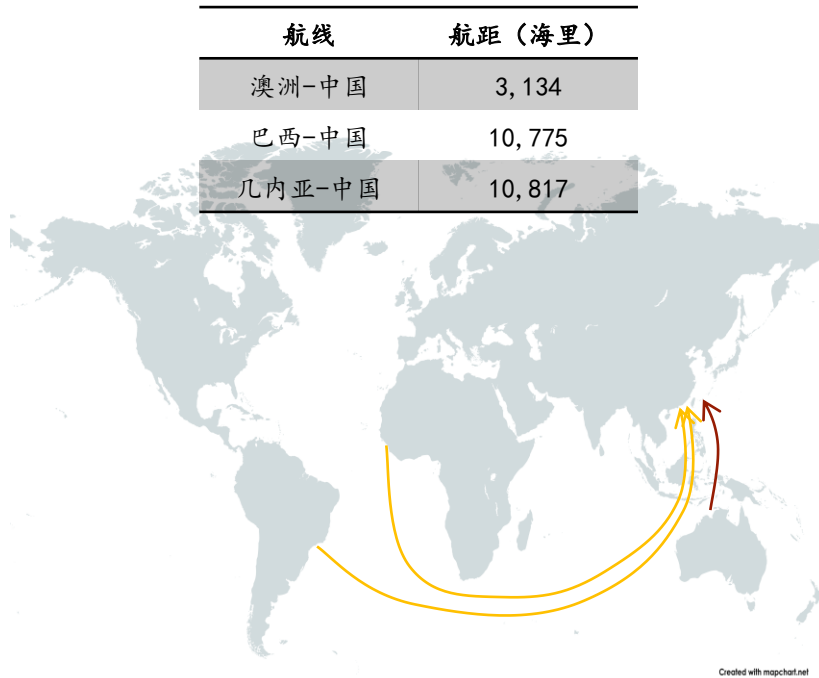 航线 航距（海里）
澳洲-中国 3,134
巴西-中国 10,775
几内亚-中国 10,817
Created with mapchart.net